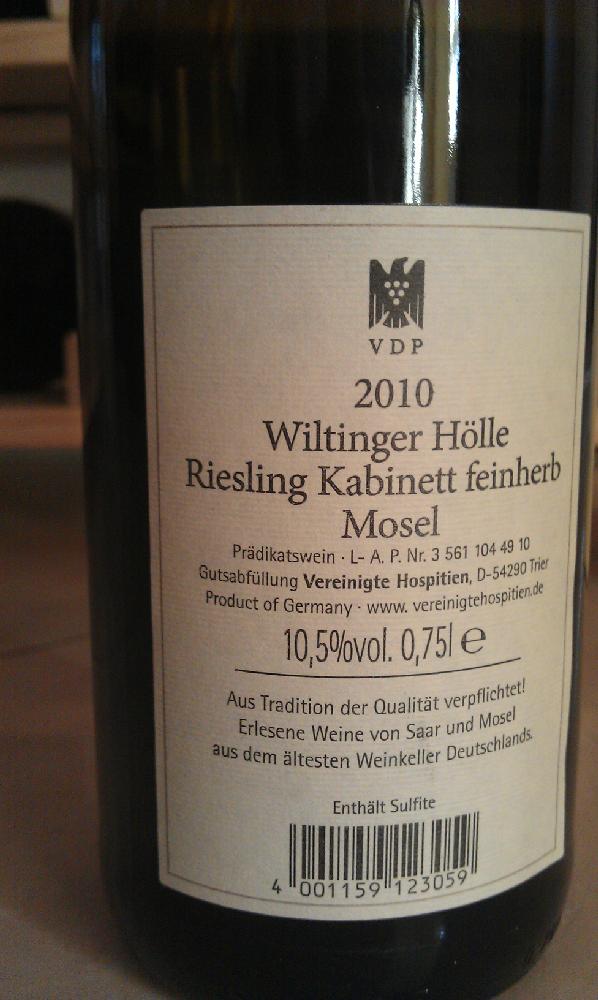 VDP
2010
Wiltinger Hölle
Riesling Kabinett feinherb
Mosel
Prädikatswein · L- A. P. Nr. 3 561 104 49 10
Gutsabfüllung Vereinigte Hospitien, D-54290 Trier
Product of Germany · www. vereinigtehospitien.de
10,5%vol. 0,75l e
Aus Tradition der Qualität verpflichtet!
Erlesene Weine von Saar und Mosel
aus dem ältesten Weinkeller Deutschlands.
Enthält Sulfite
4 001159 123059